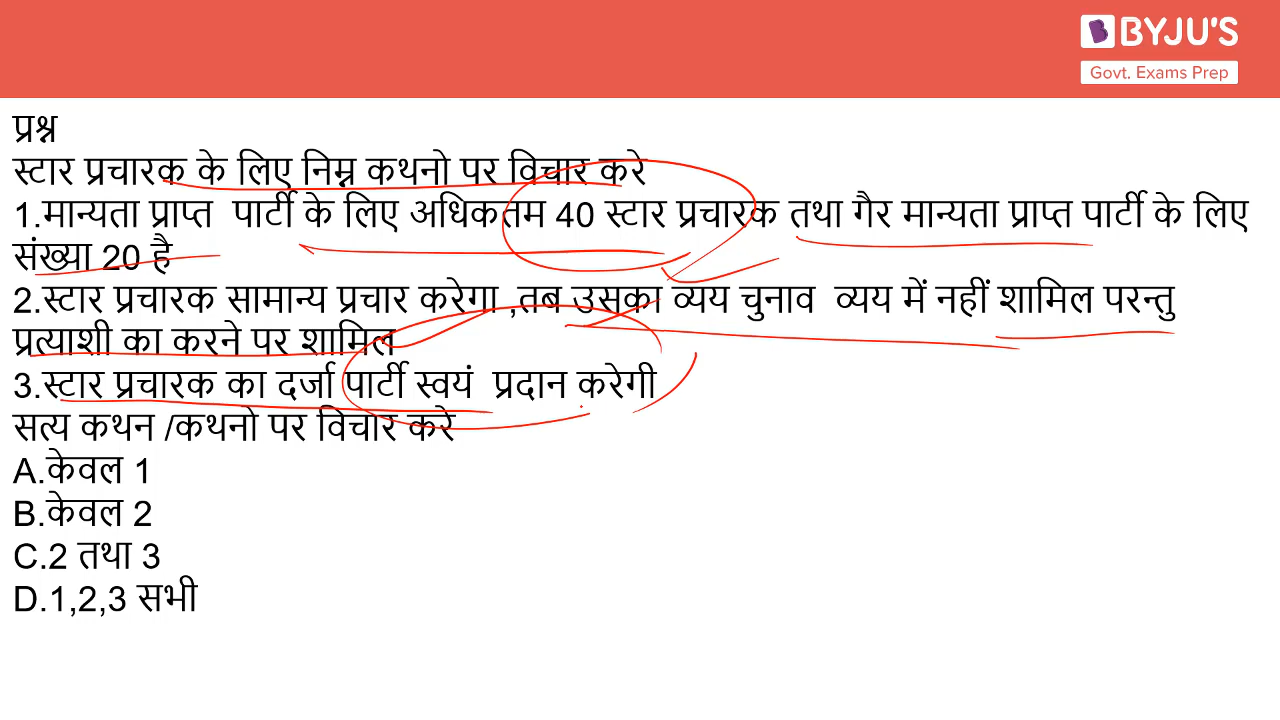 BYJU'S
Govt. Exams Prep
प्रश्न
स्टार प्रचारक के लिए निम्न कथनो पर विचार करे
1.मान्यता प्राप्त पार्टी के लिए अधिकतम 40 स्टार प्रचारक तथा गैर मान्यता प्राप्त पार्टी के लिए
संख्या 20 है
2.स्टार प्रचारक सामान्य प्रचार करेगा ,तब उसका व्यय चुनाव व्यय में नहीं शामिल परन्तु
प्रत्याशी का करने पर शामिल
3.स्टार प्रचारक का दर्जा पार्टी स्वयं प्रदान करेगी
सत्य कथन /कथनो पर विचार करे
A.केवल 1
B.केवल 2
C.2 तथा 3
D.1,2,3 सभी